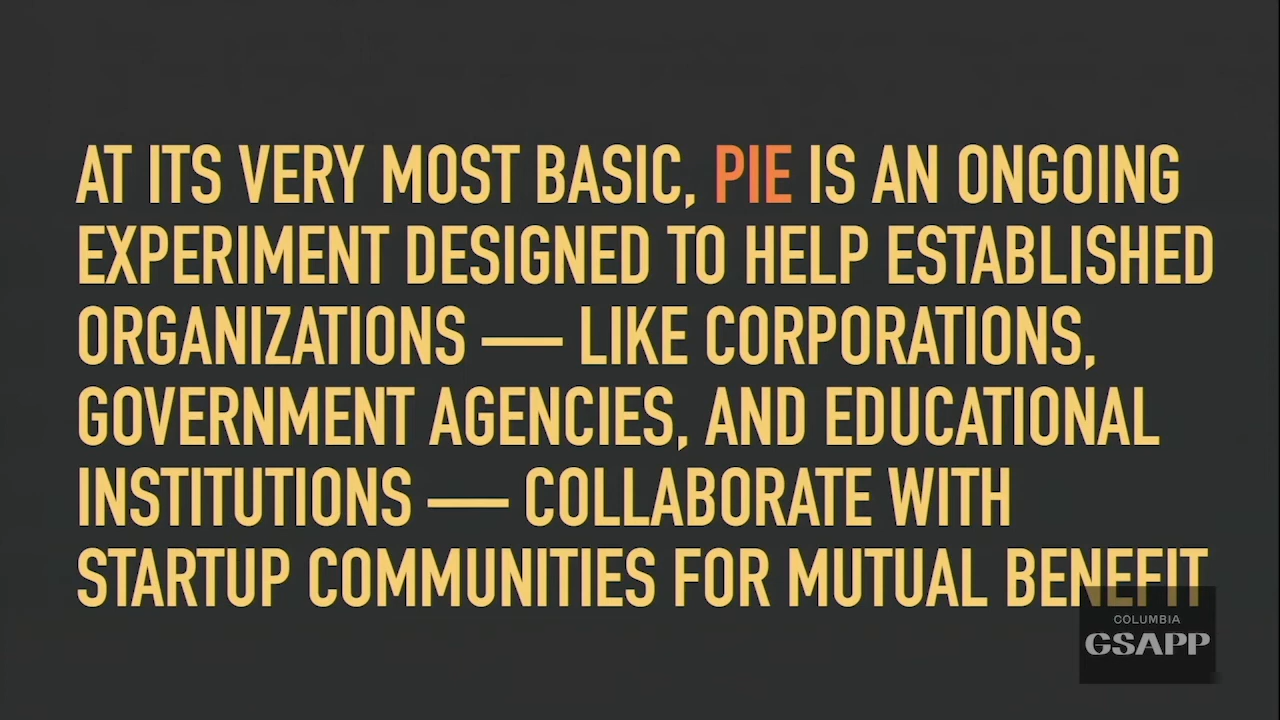 AT ITS VERY MOST BASIC, PIE IS AN ONGOING
EXPERIMENT DESIGNED TO HELP ESTABLISHED
ORGANIZATIONS — LIKE CORPORATIONS,
GOVERNMENT AGENCIES, AND EDUCATIONAL
INSTITUTIONS — COLLABORATE WITH
STARTUP COMMUNITIES FOR MUTUAL BENEFIT
COLUMBIA
GSAPP